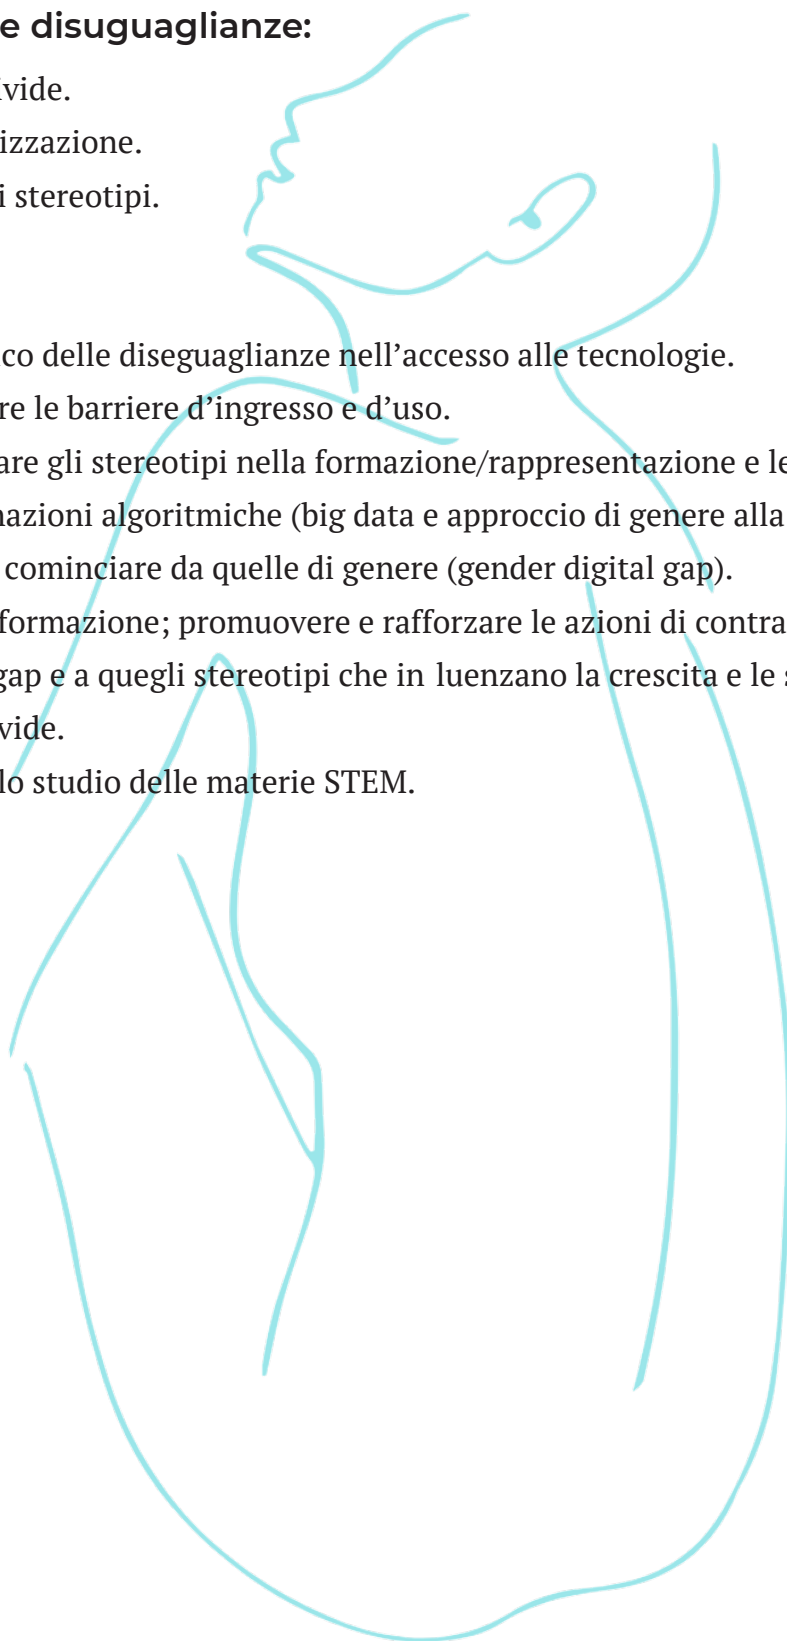 e disuguaglianze:
vide.
izzazione.
i stereotipi.
co delle diseguaglianze nell’accesso alle tecnologie.
re le barriere d’ingresso e d’uso.
are gli stereotipi nella formazione/rappresentazione e le
nazioni algoritmiche (big data e approccio di genere alla
cominciare da quelle di genere (gender digital gap).
formazione; promuovere e rafforzare le azioni di contra
gap e a quegli stereotipi che in luenzano la crescita e le s
vide.
lo studio delle materie STEM.